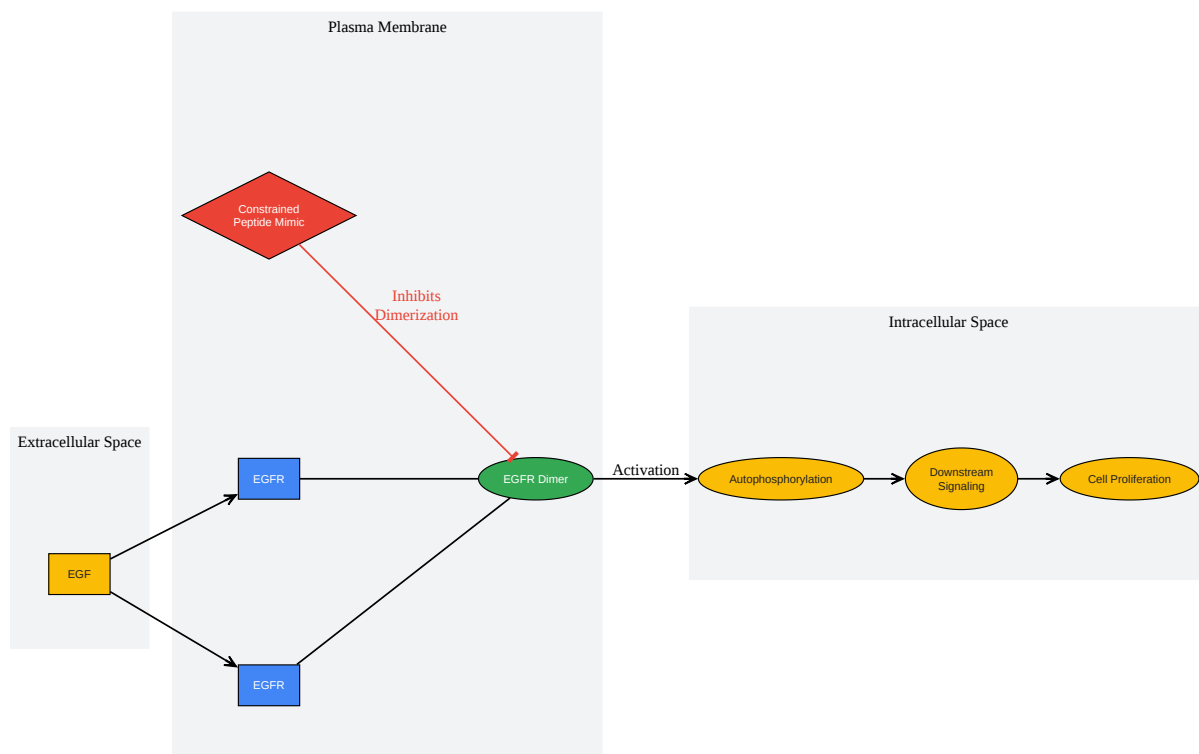 Plasma Membrane
Constrained
Peptide Mimic
Inhibits
Dimerization
Intracellular Space
Extracellular Space
EGFR
EGFR Dimer
Activation
Autophosphorylation
Downstream
Signaling
Cell Proliferation
EGF
EGFR